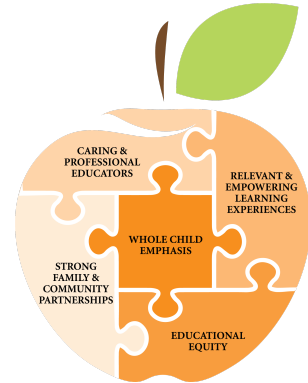 CARING &
PROFESSIONAL
EDUCATORS
RELEVANT &
EMPOWERING
LEARNING
EXPERIENCES
WHOLE CHILD
EMPHASIS
STRONG
FAMILY &
COMMUNITY
PARTNERSHIPS
EDUCATIONAL
EQUITY